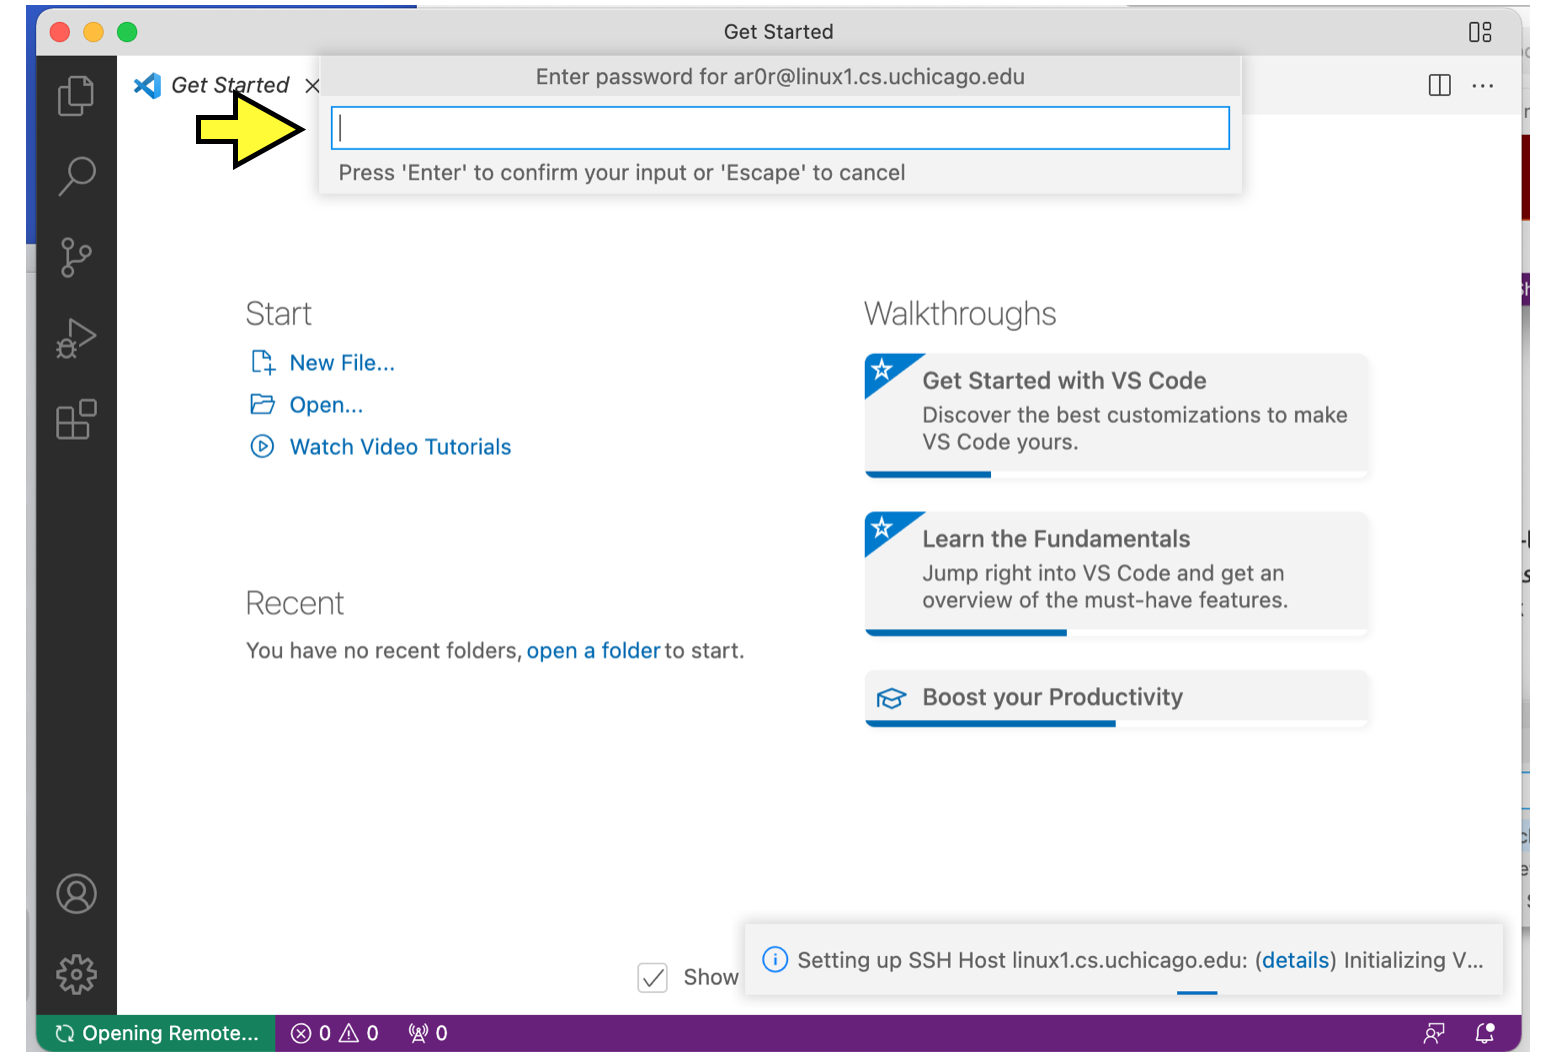 Get Started
Get Started
Enter password for ar0r@linux1.cs.uchicago.edu
Press 'Enter' to confirm your input or 'Escape' to cancel
Start
New File...
Open...
Watch Video Tutorials
Recent
You have no recent folders, open a folder to start.
Walkthroughs
Get Started with VS Code
Discover the best customizations to make
VS Code yours.
Learn the Fundamentals
Jump right into VS Code and get an
overview of the must-have features.
Boost your Productivity
Show
Setting up SSH Host linux1.cs.uchicago.edu: (details) Initializing V...
Opening Remote... 0 0 0